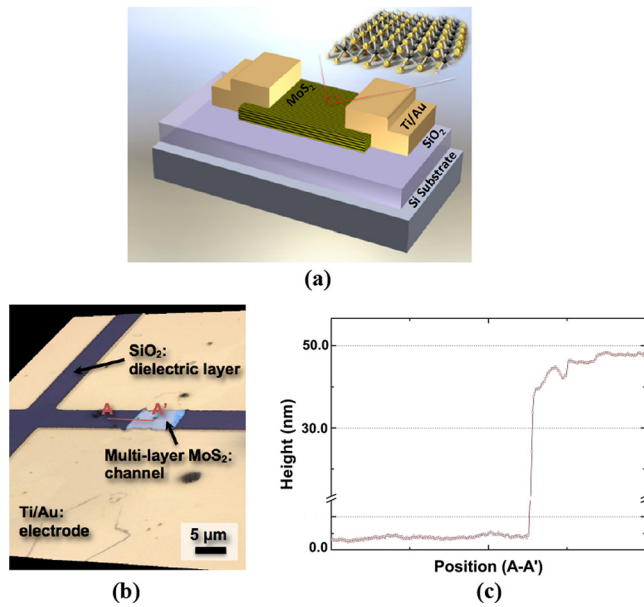 MoS₂
Ti/Au
SiO₂
Si Substrate
(a)
SiO₂:
dielectric layer
A
A'
Multi-layer MoS₂:
channel
Ti/Au:
electrode
5 µm
(b)
50.0
30.0
0.0
Height (nm)
Position (A-A')
(c)